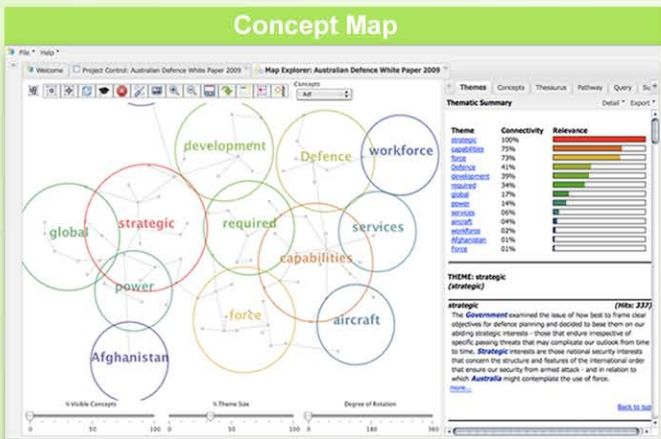 Concept Map
File Help
Welcome Project Control: Australian Defence White Paper 2009 Map Explorer: Australian Defence White Paper 2009
Concepts
Themes Concepts Thesaurus Pathway Query
Thematic Summary Detail Export
Theme Connectivity Relevance
strategic 100%
capabilities 75%
force 73%
Defence 41%
development 39%
required 34%
global 17%
power 14%
services 06%
aircraft 04%
workforce 02%
Afghanistan 01%
Force 01%
development
Defence
workforce
global
strategic
required
services
capabilities
power
force
aircraft
Afghanistan
THEME: strategic
(strategic)
strategic (Hits: 337)
The Government examined the issue of how best to frame clear
objectives for defence planning and decided to base them on our
abiding strategic interests - those that endure irrespective of
specific passing threats that may complicate our outlook from time
to time. Strategic interests are those national security interests
that concern the structure and features of the international order
that ensure our security from armed attack - and in relation to
which Australia might contemplate the use of force.
more...
Back to top
% Visible Concepts % Theme Size Degree of Rotation
0 50 100 0 50 100 0 180 360